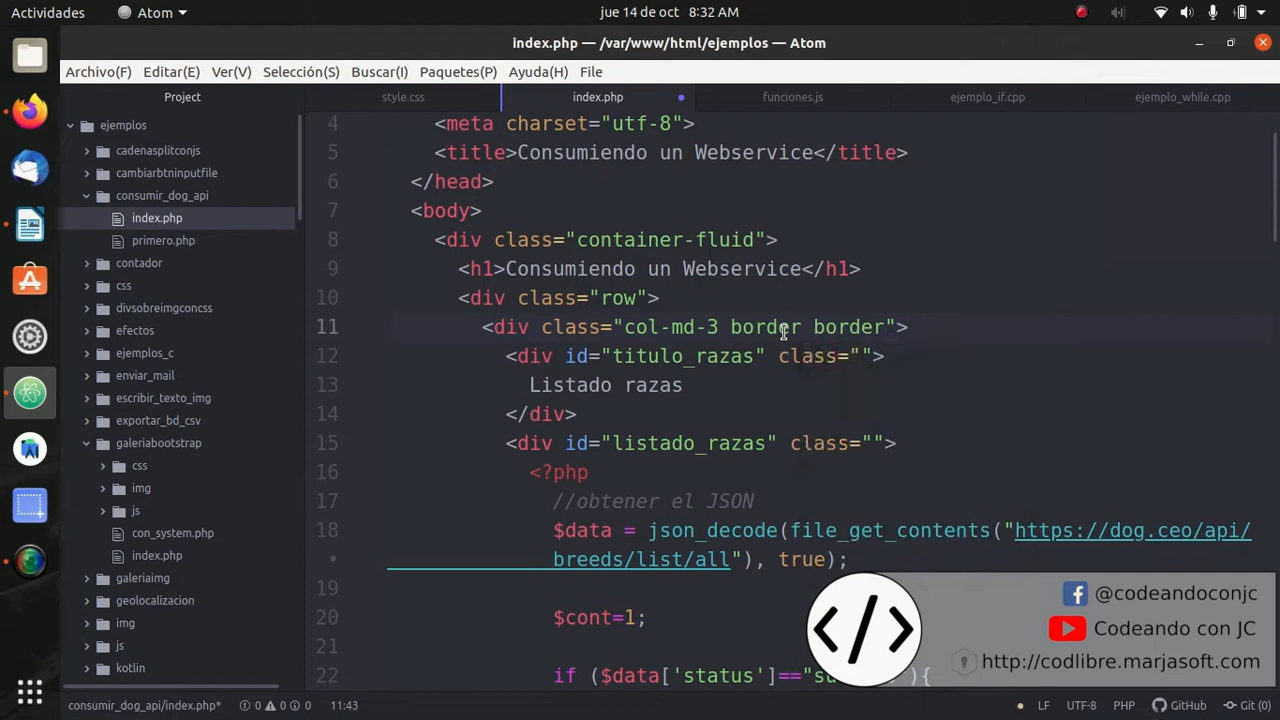 Actividades Atom jue 14 de oct 8:32 AM
index.php — /var/www/html/ejemplos — Atom
Archivo(F) Editar(E) Ver(V) Selección(S) Buscar(I) Paquetes(P) Ayuda(H) File
Project style.css index.php funciones.js ejemplo_if.cpp ejemplo_while.cpp
ejemplos
cadenasplitconjs
cambiarbtninputfile
consumir_dog_api
index.php
primero.php
contador
css
divsobreimgconcss
efectos
ejemplos_c
enviar_mail
escribir_texto_img
exportar_bd_csv
galeriabootstrap
css
img
js
con_system.php
index.php
galeriaimg
geolocalizacion
img
js
kotlin
4 <meta charset="utf-8">
5 <title>Consumiendo un Webservice</title>
6 </head>
7 <body>
8 <div class="container-fluid">
9 <h1>Consumiendo un Webservice</h1>
10 <div class="row">
11 <div class="col-md-3 border border">
12 <div id="titulo_razas" class="">
13 Listado razas
14 </div>
15 <div id="listado_razas" class="">
16 <?php
17 //obtener el JSON
18 $data = json_decode(file_get_contents("https://dog.ceo/api/
• breeds/list/all"), true);
19
20 $cont=1;
21
22 if ($data['status']=="su
){
</>
@codeandoconjc
Codeando con JC
http://codlibre.marjasoft.com
consumir_dog_api/index.php* 0 0 0 11:43 LF UTF-8 PHP GitHub Git (0)